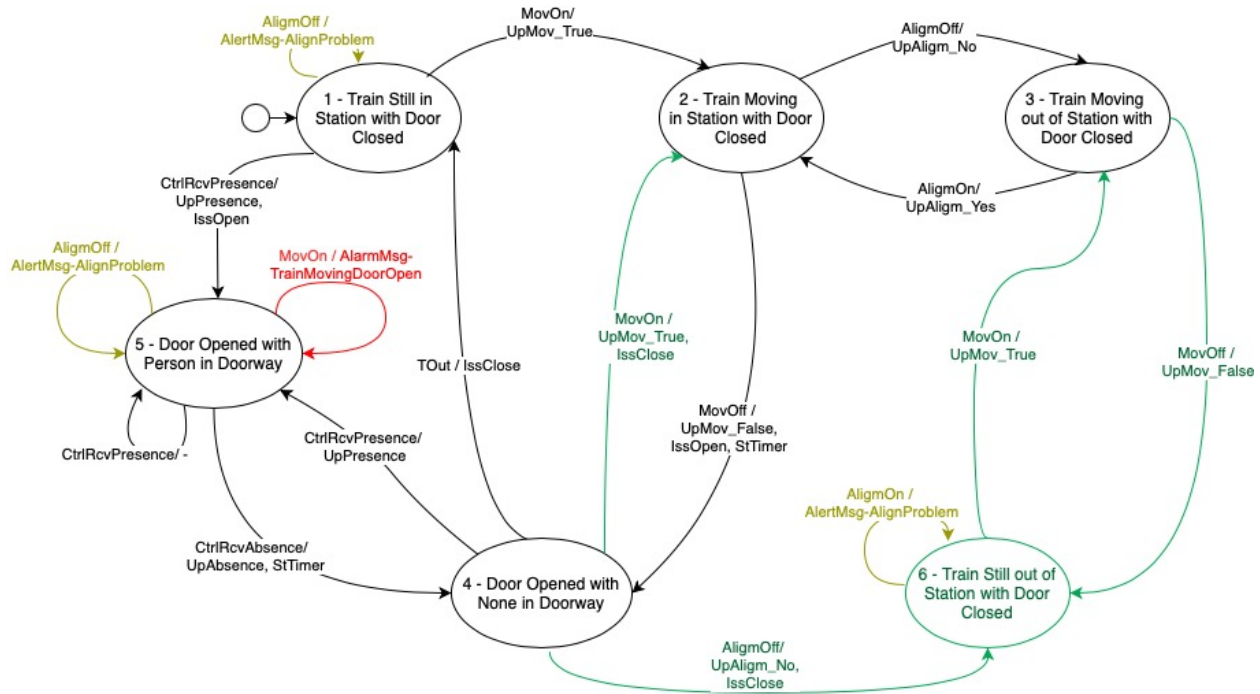 MovOn/
UpMov_True
AligmOff /
AlertMsg-AlignProblem
AligmOff/
UpAligm_No
1 - Train Still in
Station with Door
Closed
2 - Train Moving
in Station with Door
Closed
3 - Train Moving
out of Station with
Door Closed
CtrlRcvPresence/
UpPresence,
IssOpen
AligmOn/
UpAligm_Yes
AligmOff /
AlertMsg-AlignProblem
MovOn / AlarmMsg-
TrainMovingDoorOpen
5 - Door Opened with
Person in Doorway
MovOn /
UpMov_True,
IssClose
MovOn /
UpMov_True
MovOff /
UpMov_False
TOut / IssClose
MovOff /
UpMov_False,
IssOpen, StTimer
CtrlRcvPresence/ -
CtrlRcvPresence/
UpPresence
AligmOn /
AlertMsg-AlignProblem
CtrlRcvAbsence/
UpAbsence, StTimer
4 - Door Opened with
None in Doorway
6 - Train Still out of
Station with Door
Closed
AligmOff/
UpAligm_No,
IssClose